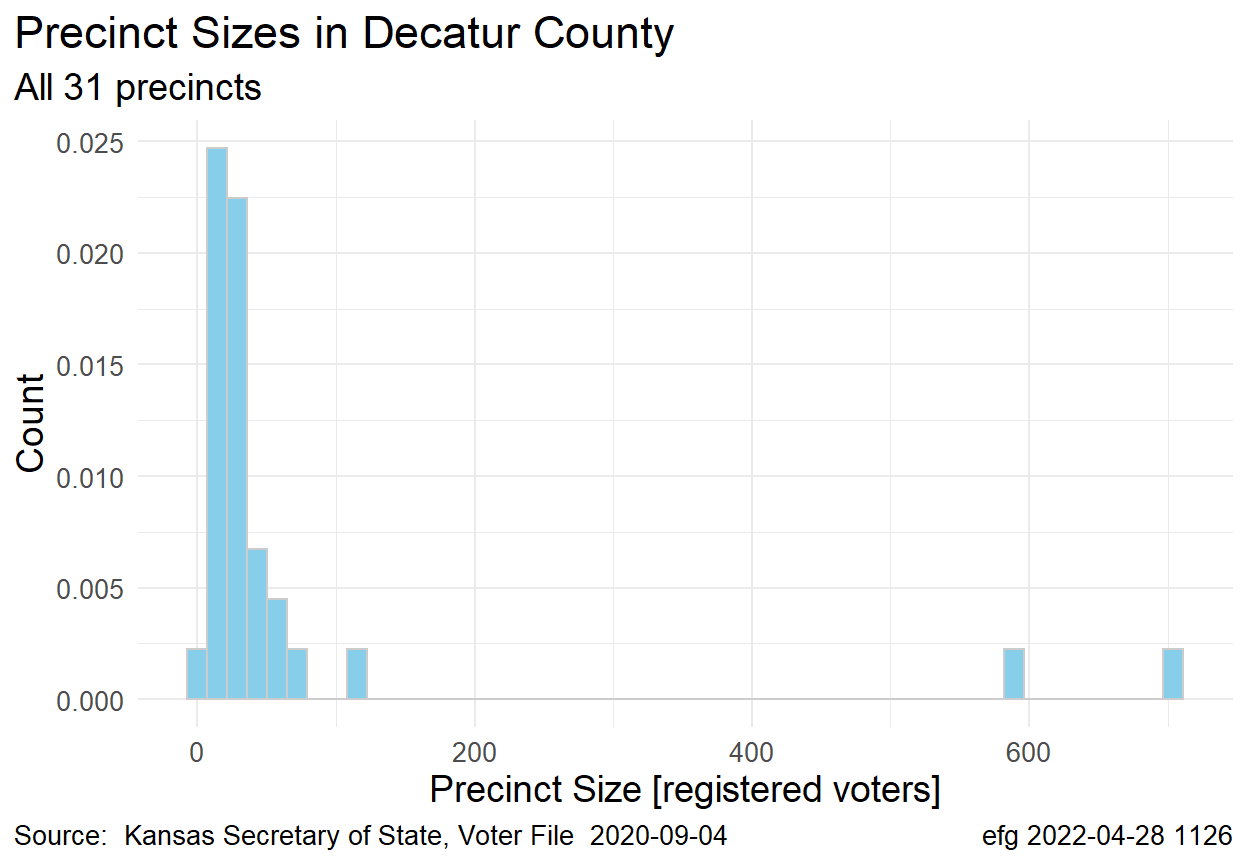 Precinct Sizes in Decatur County
All 31 precincts
0.025
0.020
0.015
0.010
0.005
0.000
Count
0 200 400 600
Precinct Size [registered voters]
Source:  Kansas Secretary of State, Voter File  2020-09-04
efg 2022-04-28 1126